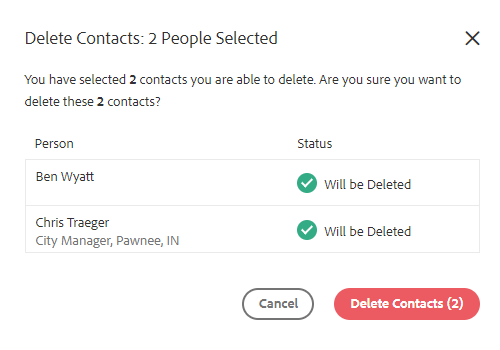 Delete Contacts: 2 People Selected
You have selected 2 contacts you are able to delete. Are you sure you want to
delete these 2 contacts?
Person Status
Ben Wyatt
Will be Deleted
Chris Traeger
City Manager, Pawnee, IN
Will be Deleted
Cancel Delete Contacts (2)